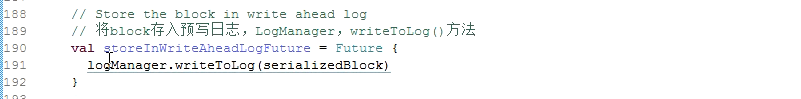 188 // Store the block in write ahead log
189 // 将block存入预写日志，LogManager，writeToLog()方法
190 val storeInWriteAheadLogFuture = Future {
191 logManager.writeToLog(serializedBlock)
192 }